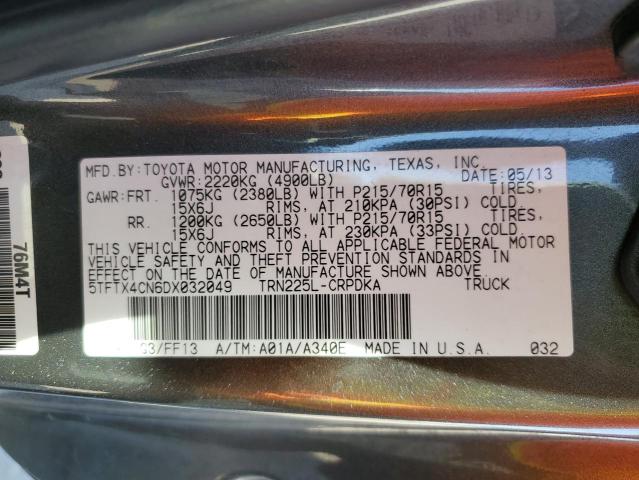 MFD.BY:TOYOTA MOTOR MANUFACTURING, TEXAS, INC.
GVWR:2220KG (4900LB) DATE:05/13
GAWR:FRT. 1075KG (2380LB) WITH P215/70R15 TIRES,
15X6J RIMS, AT 210KPA (30PSI) COLD.
RR. 1200KG (2650LB) WITH P215/70R15 TIRES,
15X6J RIMS, AT 230KPA (33PSI) COLD.
THIS VEHICLE CONFORMS TO ALL APPLICABLE FEDERAL MOTOR
VEHICLE SAFETY AND THEFT PREVENTION STANDARDS IN
EFFECT ON THE DATE OF MANUFACTURE SHOWN ABOVE.
5TFTX4CN6DX032049 TRN225L-CRPDKA TRUCK
G3/FF13 A/TM:A01A/A340E MADE IN U.S.A. 032
76M4T